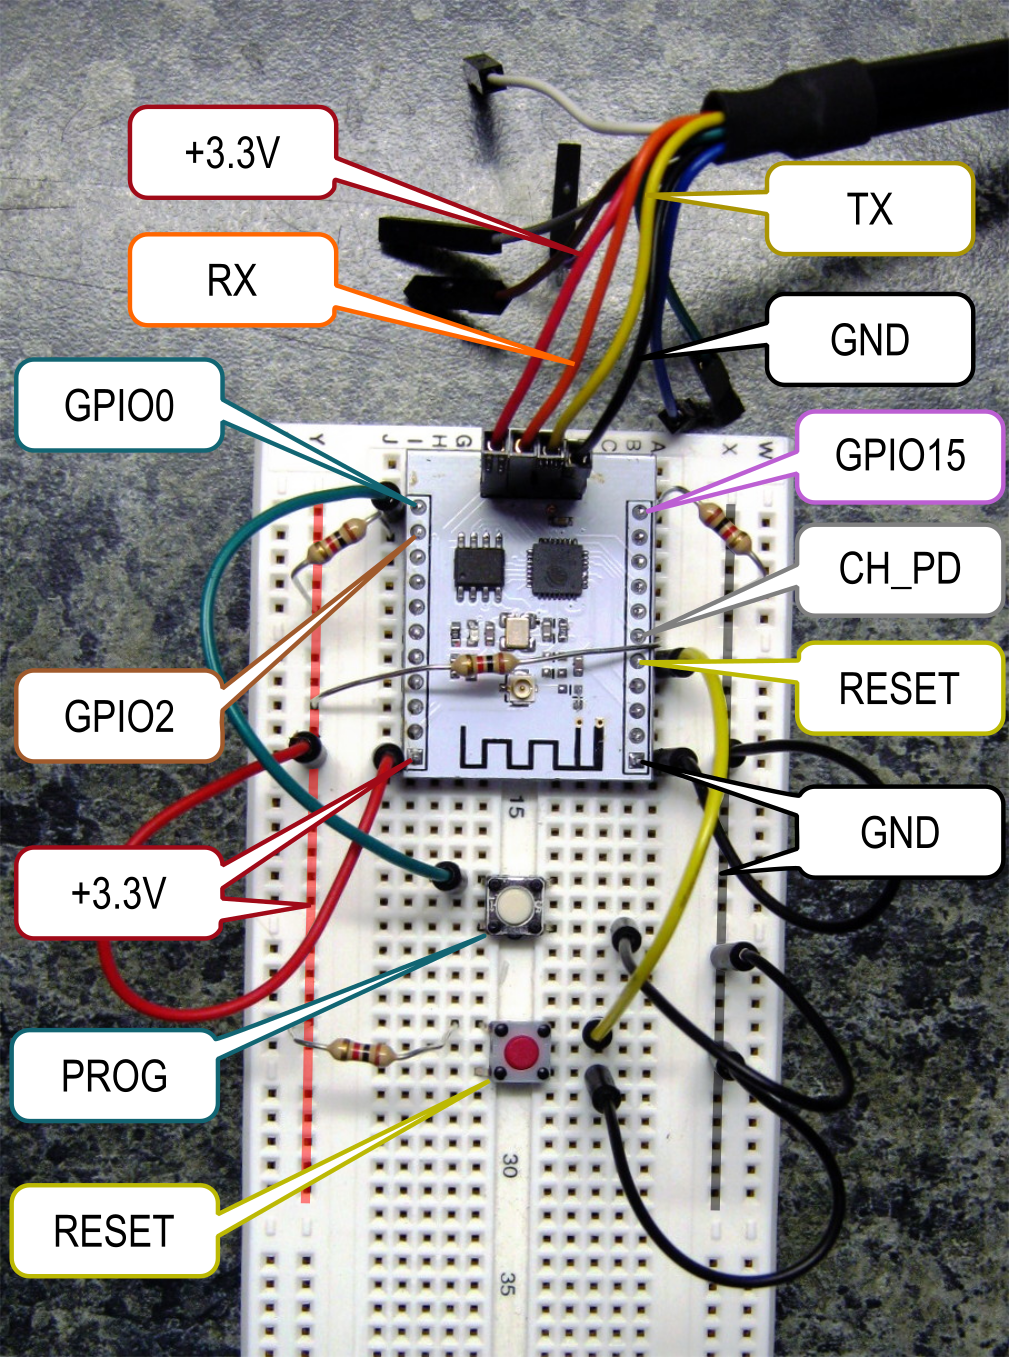 +3.3V
TX
RX
GND
GPIO0
GPIO15
Y
J
I
H
G
C
B
A
X
W
CH_PD
GPIO2
RESET
15
+3.3V
GND
PROG
30
RESET
35